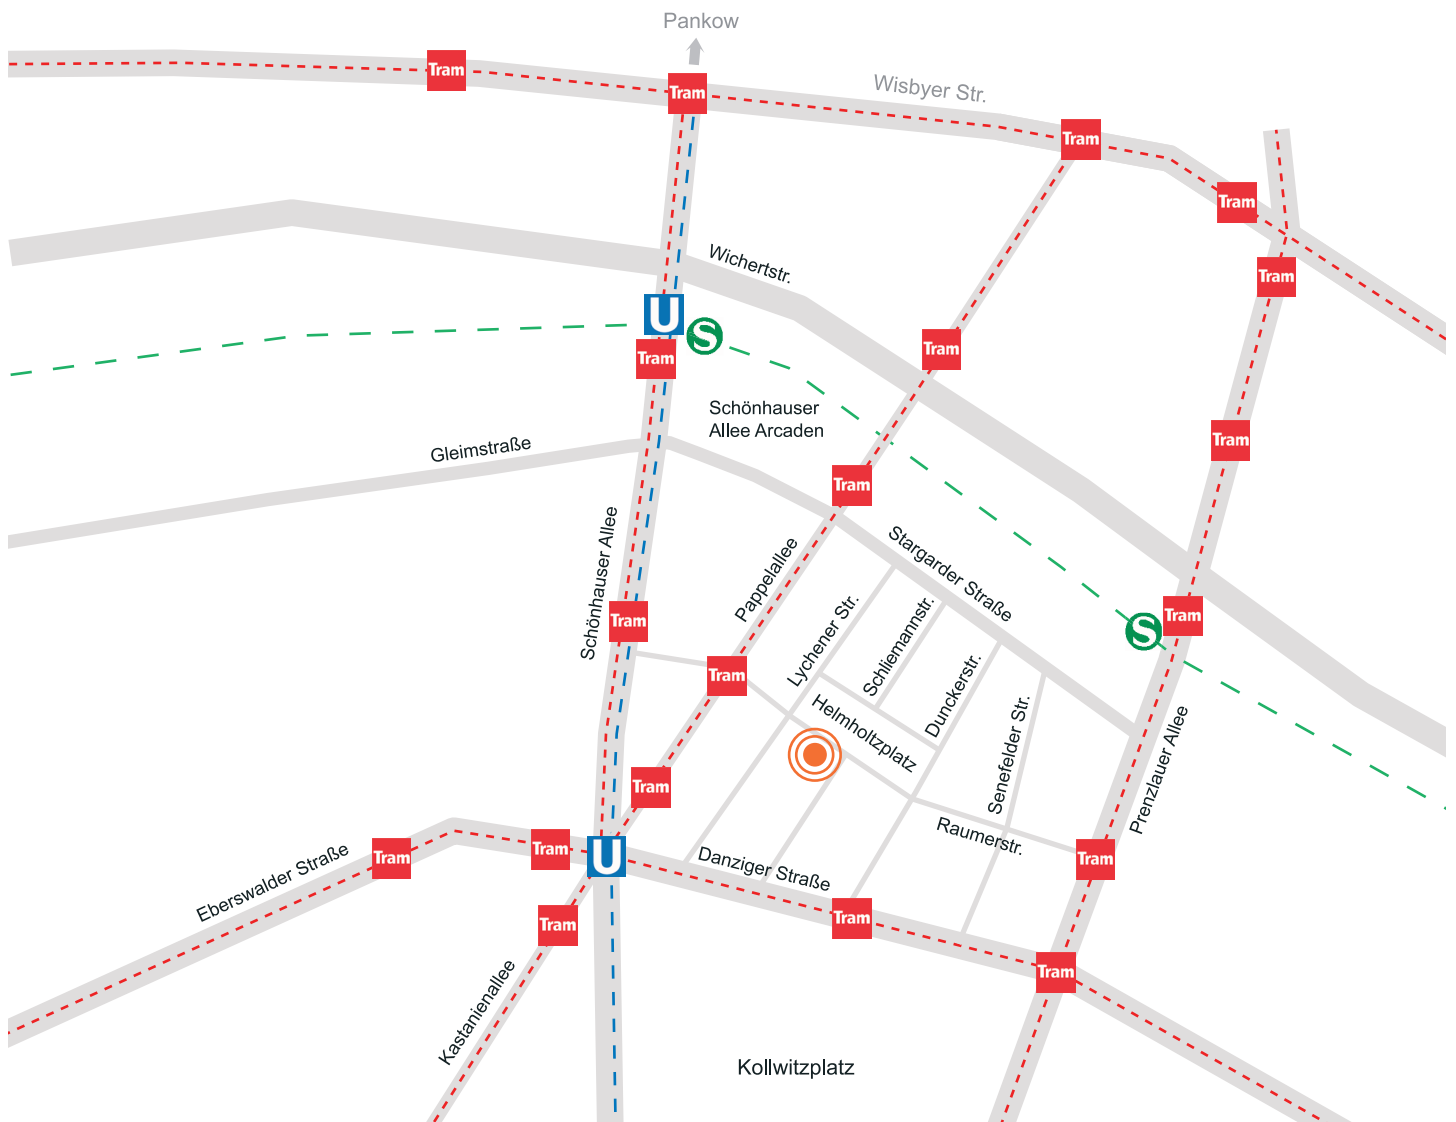 Pankow
Tram
Tram
Wisbyer Str.
Tram
Tram
Wichertstr.
Tram
U
S
Tram
Tram
Schönhauser
Allee Arcaden
Gleimstraße
Tram
Tram
Schönhauser Allee
Pappelallee
Stargarder Straße
Tram
Lychener Str.
Schliemannstr.
Tram
S
Tram
Dunckerstr.
Helmholtzplatz
Senefelder Str.
Prenzlauer Allee
Tram
Raumerstr.
Tram
Tram
U
Tram
Eberswalder Straße
Danziger Straße
Tram
Tram
Tram
Tram
Kastanienallee
Kollwitzplatz